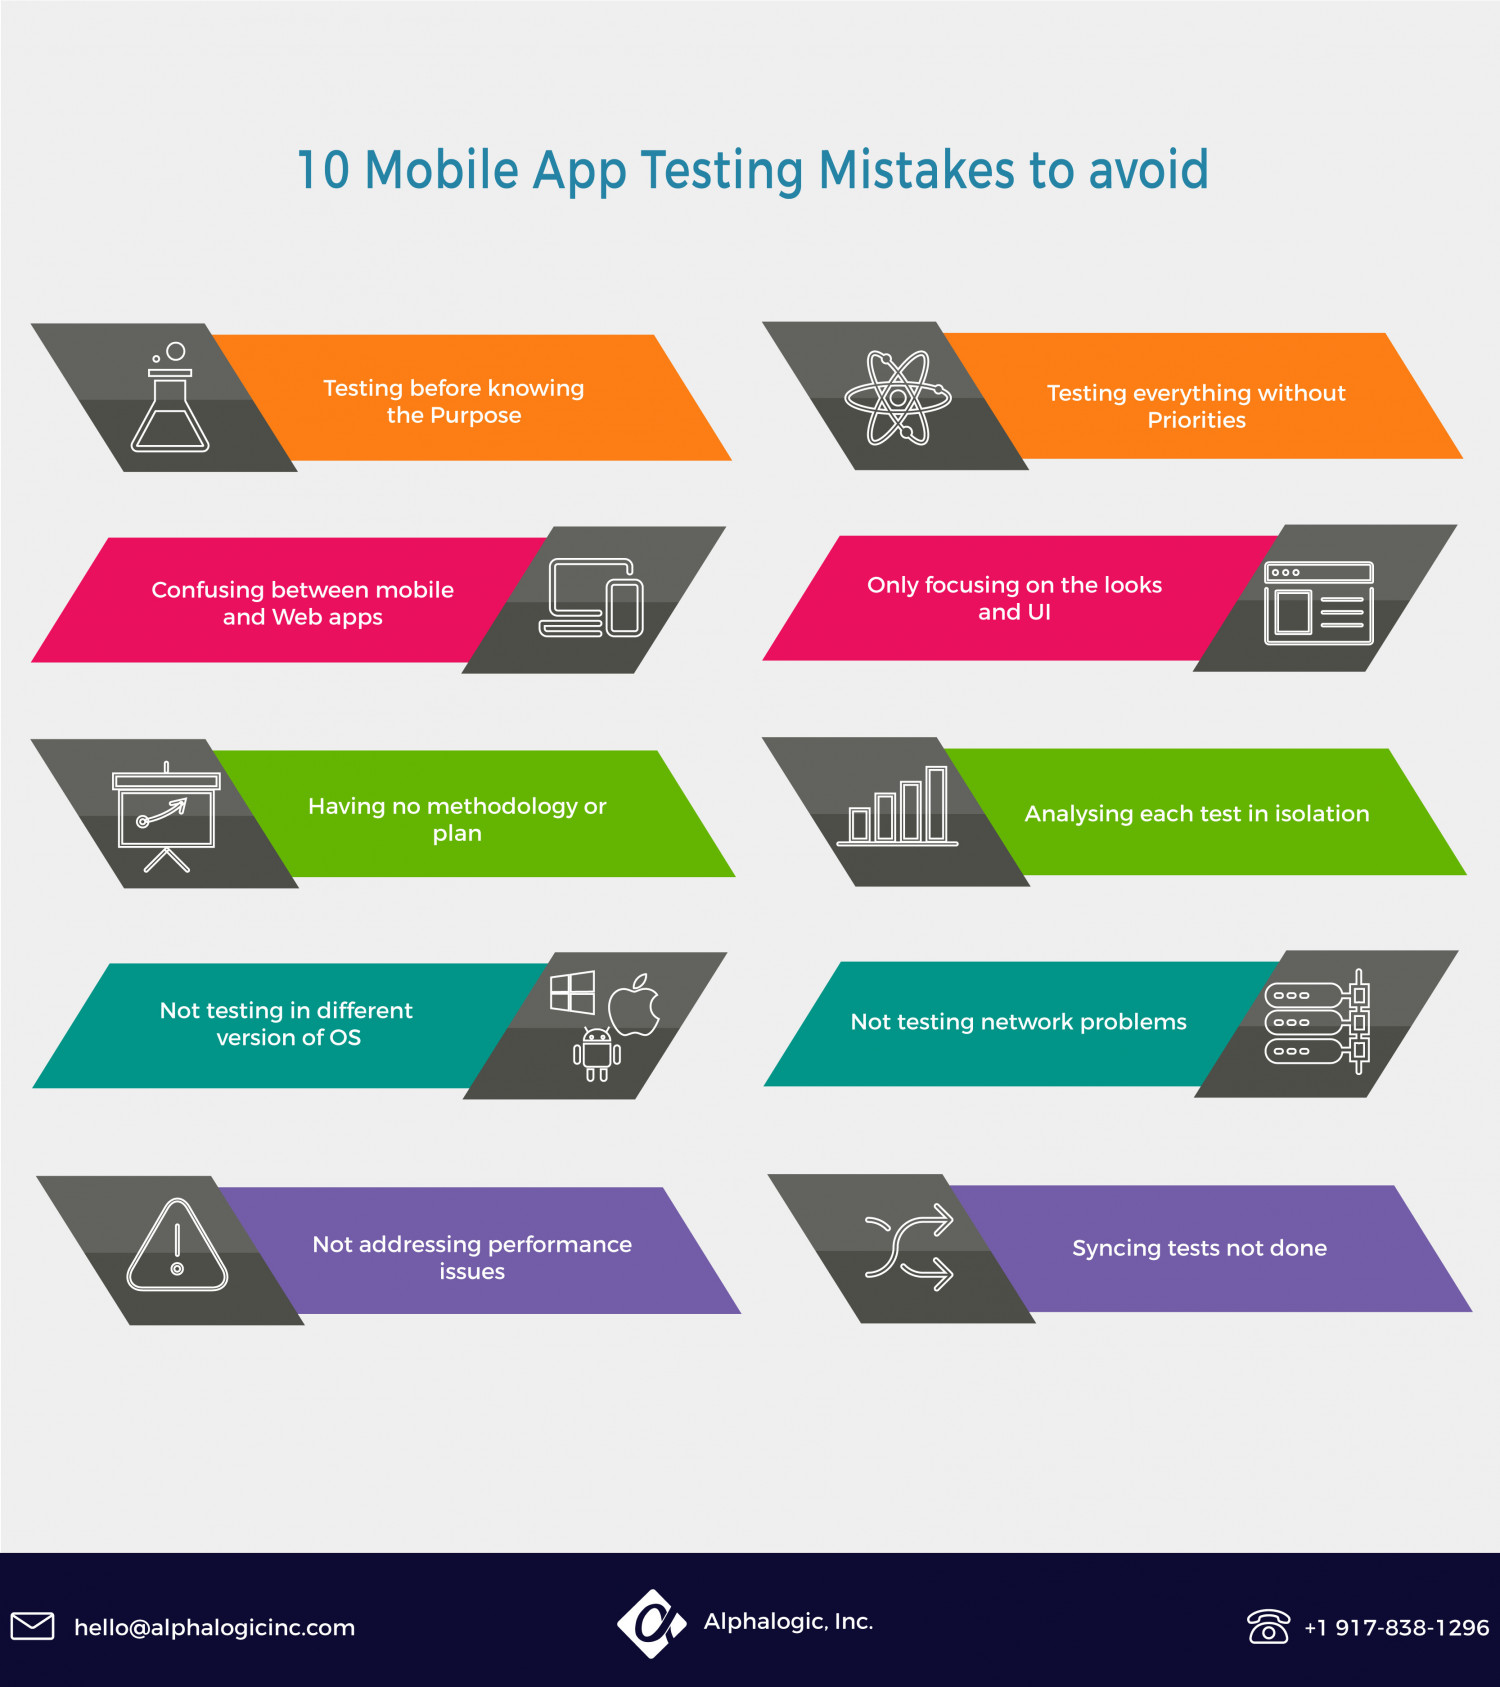 10 Mobile App Testing Mistakes to avoid
Testing before knowing
the Purpose
Testing everything without
Priorities
Confusing between mobile
and Web apps
Only focusing on the looks
and UI
Having no methodology or
plan
Analysing each test in isolation
Not testing in different
version of OS
Not testing network problems
Not addressing performance
issues
Syncing tests not done
hello@alphalogicinc.com
Alphalogic, Inc.
+1 917-838-1296